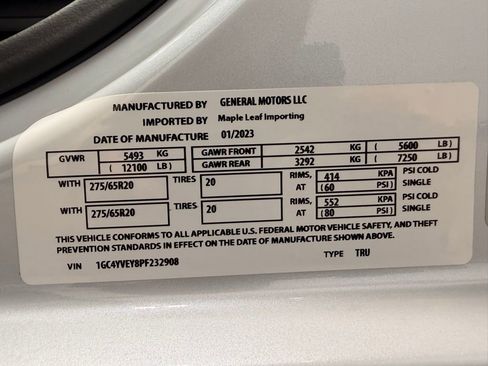 MANUFACTURED BY GENERAL MOTORS LLC
IMPORTED BY Maple Leaf Importing
DATE OF MANUFACTURE 01/2023
GVWR 5493 KG GAWR FRONT 2542 KG ( 5600 LB)
( 12100 LB) GAWR REAR 3292 KG ( 7250 LB)
WITH 275/65R20 TIRES 20 RIMS, AT 414 KPA (60 PSI) PSI COLD SINGLE
WITH 275/65R20 TIRES 20 RIMS, AT 552 KPA (80 PSI) PSI COLD SINGLE
THIS VEHICLE CONFORMS TO ALL APPLICABLE U.S. FEDERAL MOTOR VEHICLE SAFETY, AND THEFT
PREVENTION STANDARDS IN EFFECT ON THE DATE OF MANUFACTURE SHOWN ABOVE.
VIN 1GC4YVEY8PF232908 TYPE TRU